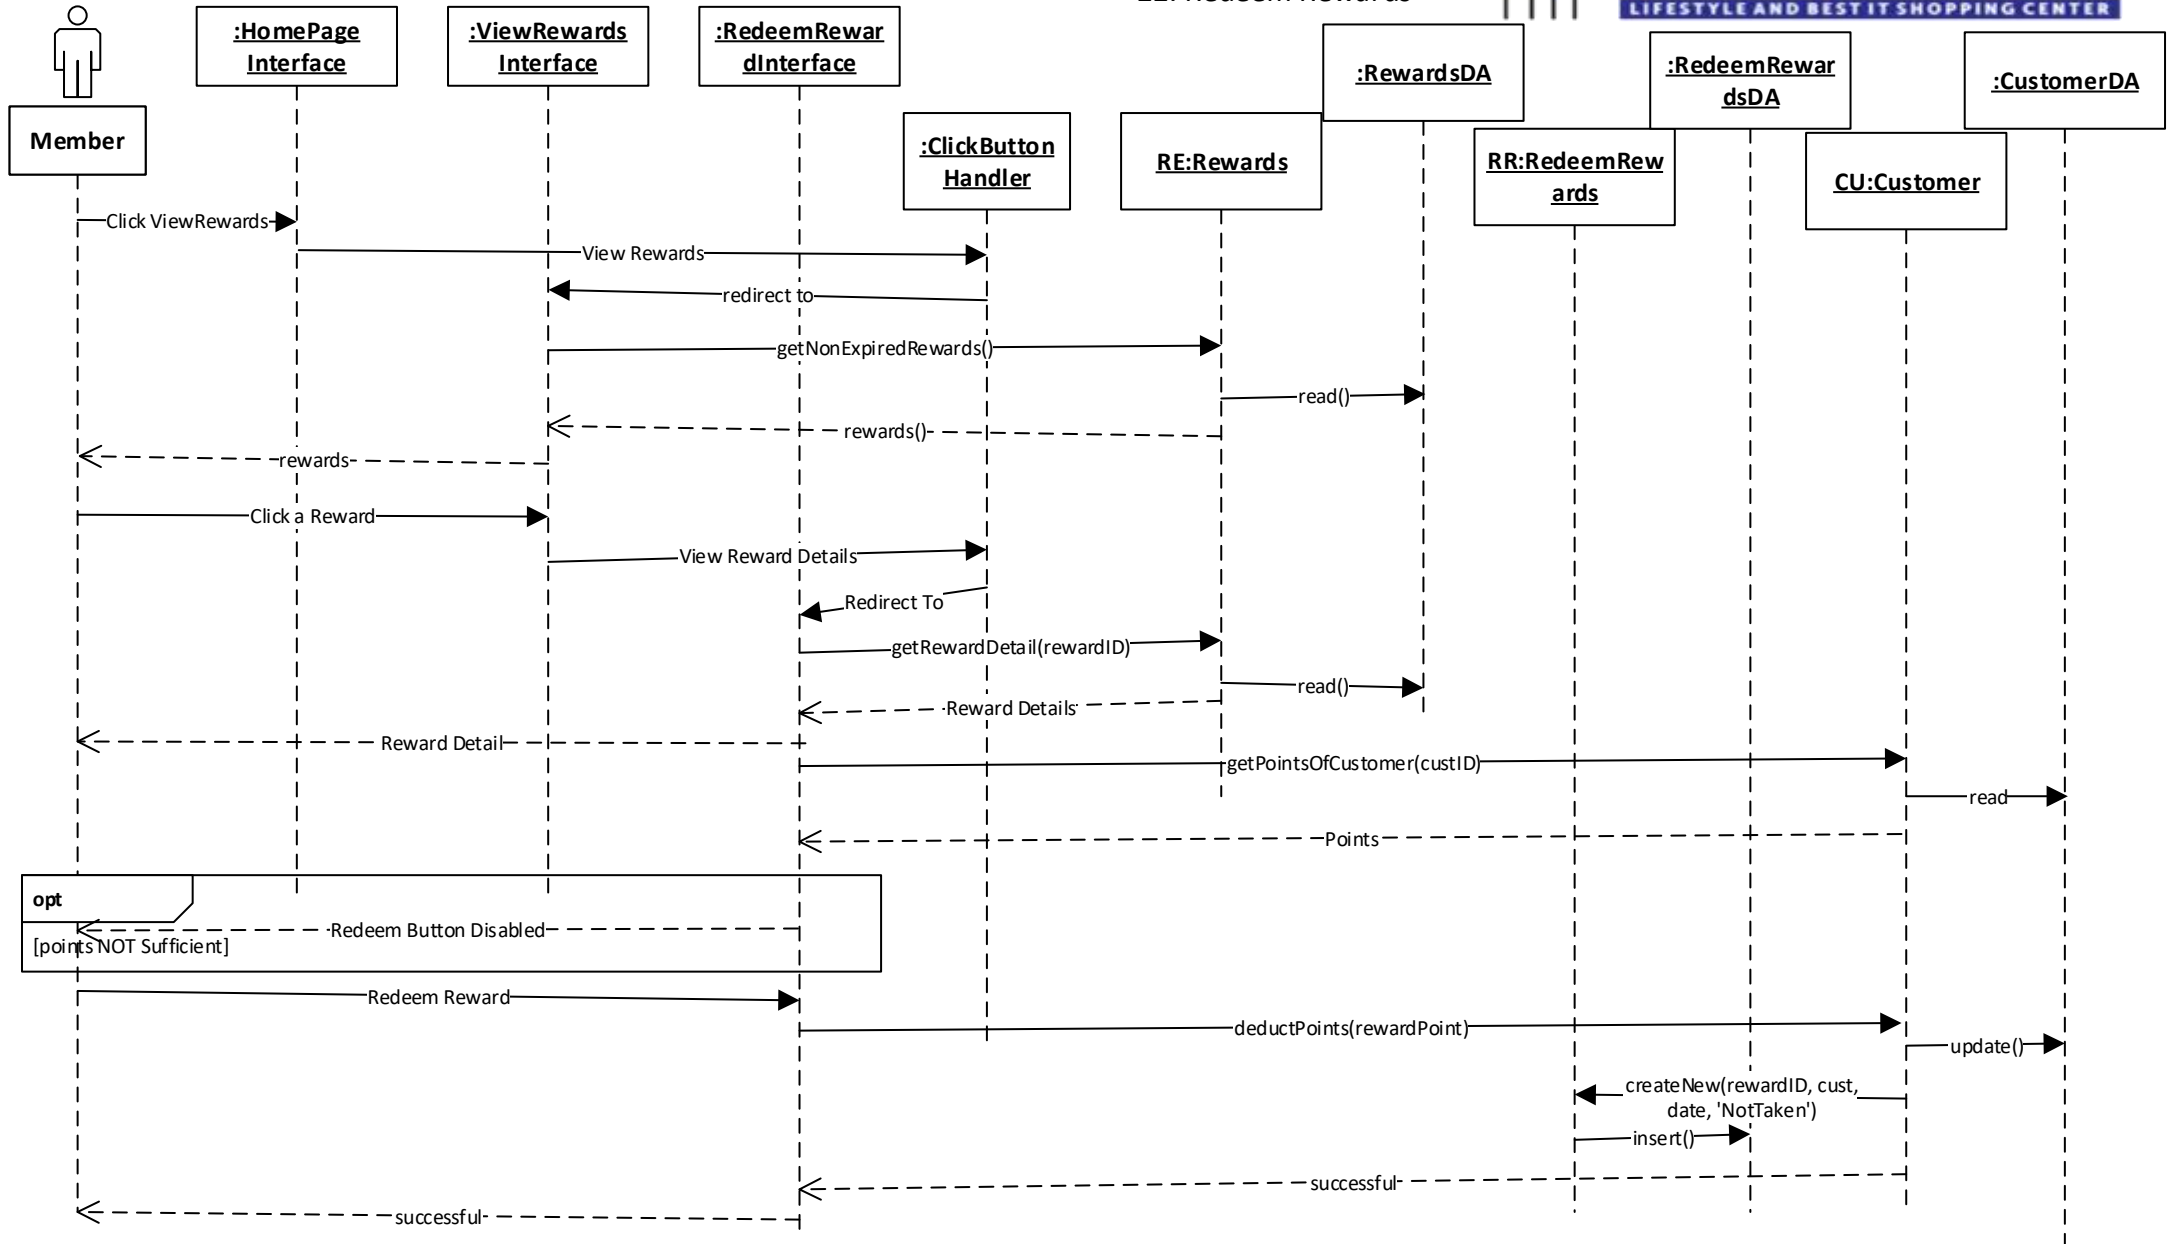 LIFESTYLE AND BEST IT SHOPPING CENTER
:HomePage
Interface
:ViewRewards
Interface
:RedeemRewar
dInterface
:RewardsDA
:RedeemRewar
dsDA
:CustomerDA
Member
:ClickButton
Handler
RE:Rewards
RR:RedeemRew
ards
CU:Customer
Click ViewRewards
View Rewards
redirect to
getNonExpiredRewards()
read()
rewards()
rewards
Click a Reward
View Reward Details
Redirect To
getRewardDetail(rewardID)
read()
Reward Details
Reward Detail
getPointsOfCustomer(custID)
read
Points
opt
Redeem Button Disabled
[points NOT Sufficient]
Redeem Reward
deductPoints(rewardPoint)
update()
createNew(rewardID, cust,
date, 'NotTaken')
insert()
successful
successful